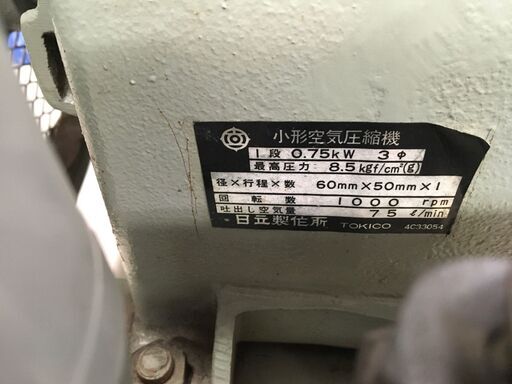 小形空気圧縮機
1段 0.75kW 3Φ
最高圧力 8.5kgf/cm²(g)
径×行程×数 60mm×50mm×1
回転数 1000 rpm
吐出し空気量 75 ℓ/min
日立製作所 TOKICO 4C33054